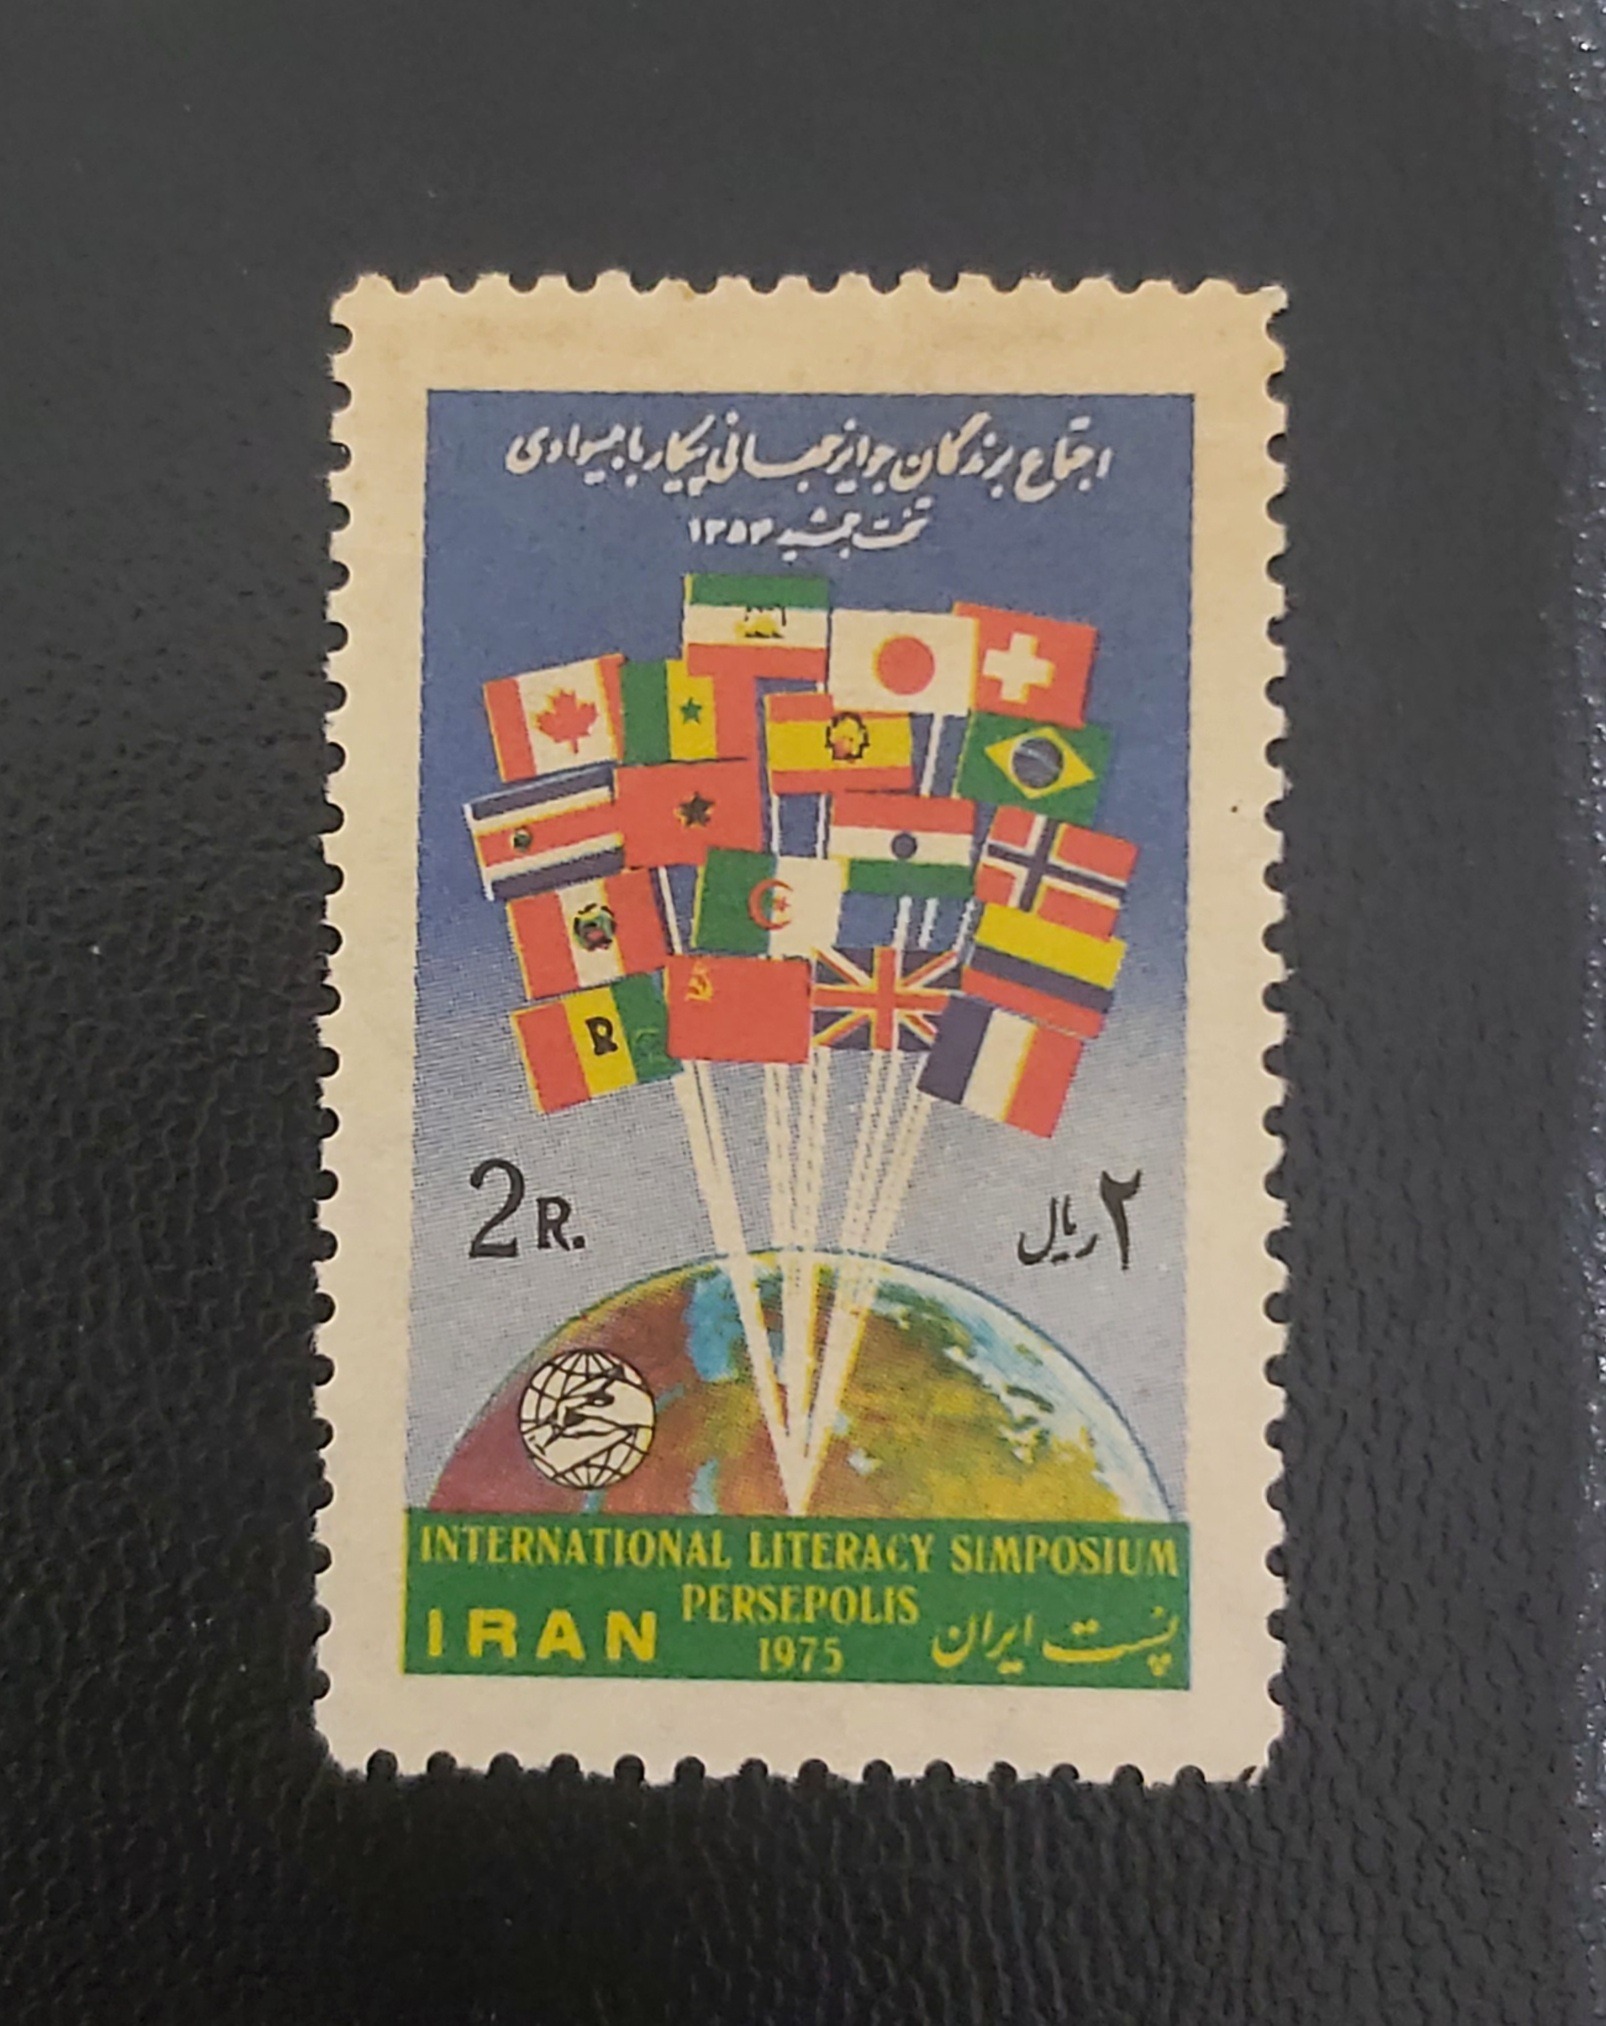 اجتماع برندگان جوایز جهانی پیکار با بیسوادی
تخت جمشید ۱۳۵۴
R
2 R.
۲ ریال
INTERNATIONAL LITERACY SIMPOSIUM
PERSEPOLIS
1975
IRAN
پست ایران